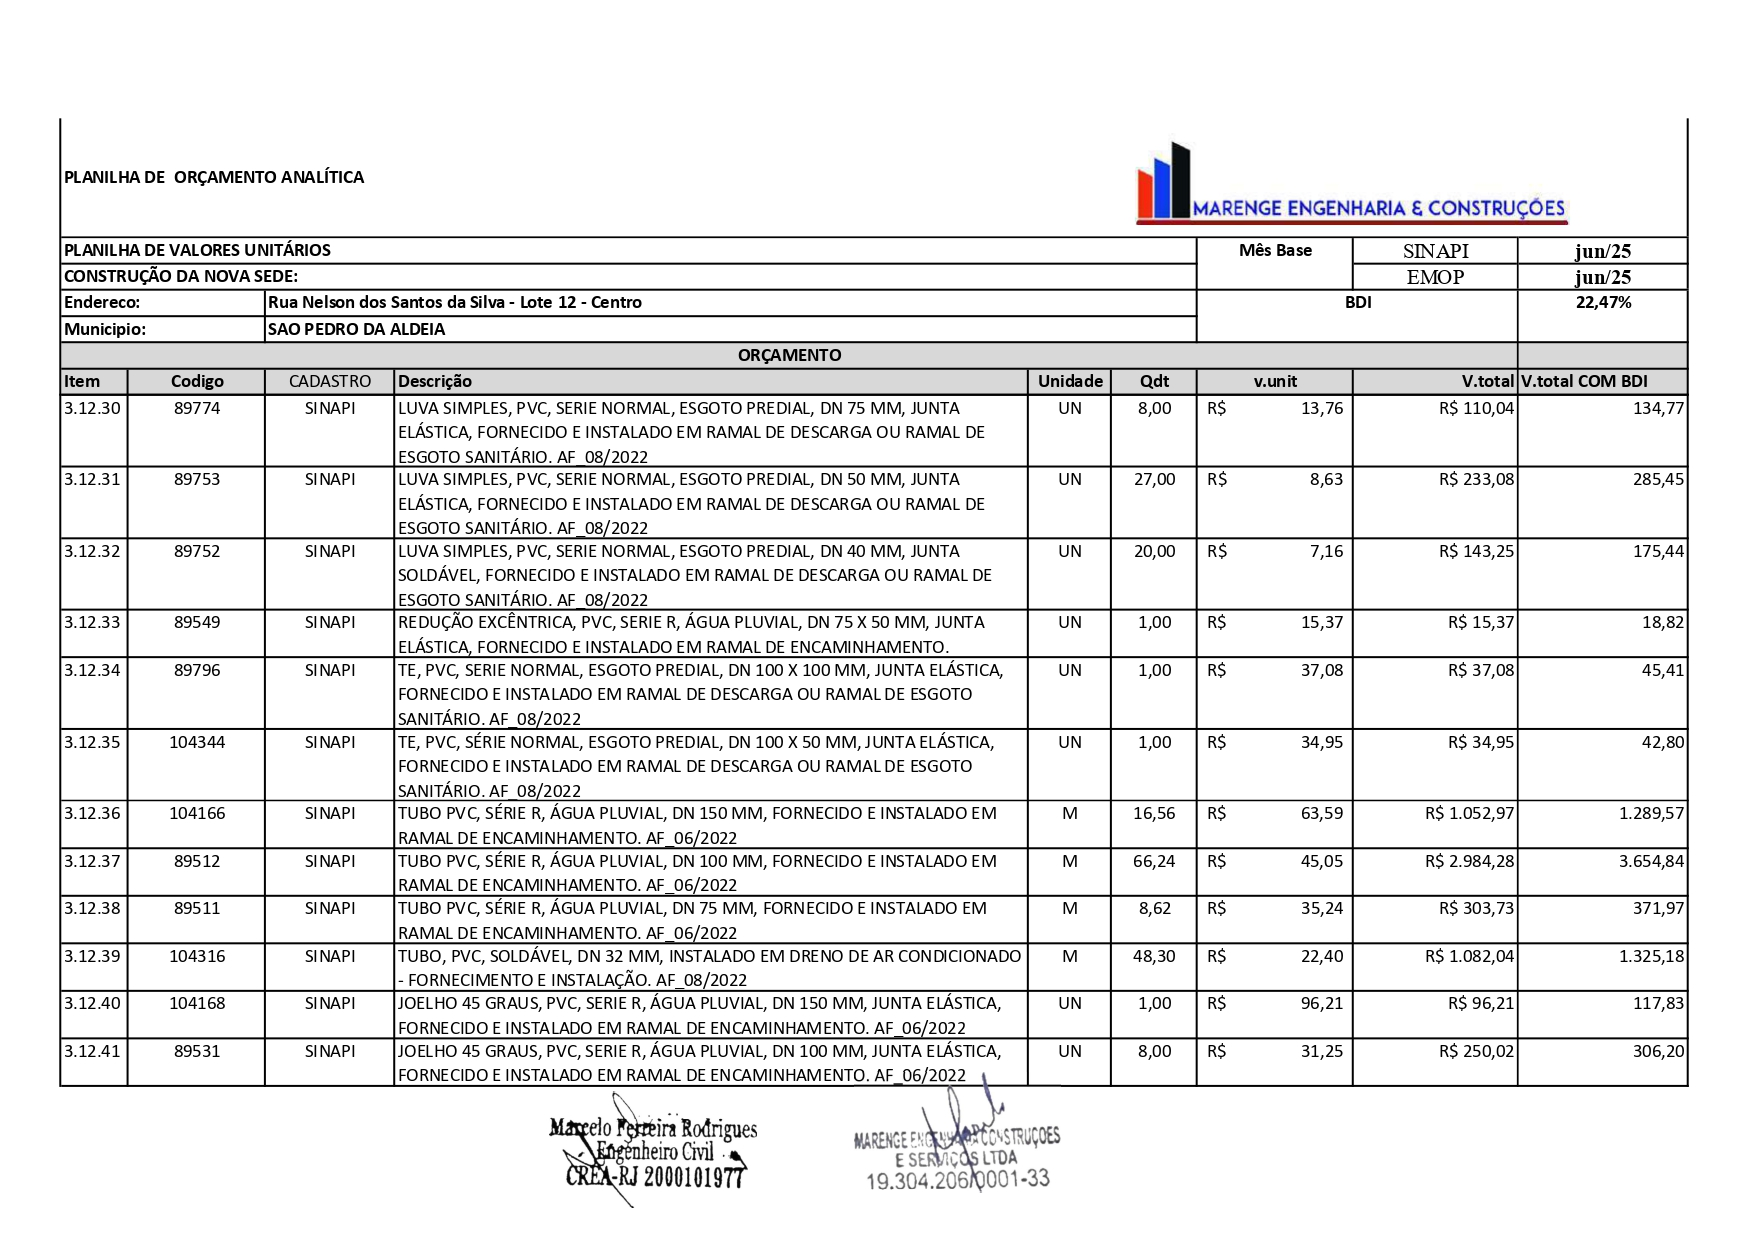 PLANILHA DE ORÇAMENTO ANALÍTICA
MARENGE ENGENHARIA & CONSTRUÇÕES
PLANILHA DE VALORES UNITÁRIOS Mês Base SINAPI jun/25
CONSTRUÇÃO DA NOVA SEDE: EMOP jun/25
Endereco: Rua Nelson dos Santos da Silva - Lote 12 - Centro BDI 22,47%
Municipio: SAO PEDRO DA ALDEIA
ORÇAMENTO
Item Codigo CADASTRO Descrição Unidade Qdt v.unit V.total V.total COM BDI
3.12.30 89774 SINAPI LUVA SIMPLES, PVC, SERIE NORMAL, ESGOTO PREDIAL, DN 75 MM, JUNTA UN 8,00 R$ 13,76 R$ 110,04 134,77
ELÁSTICA, FORNECIDO E INSTALADO EM RAMAL DE DESCARGA OU RAMAL DE
ESGOTO SANITÁRIO. AF_08/2022
3.12.31 89753 SINAPI LUVA SIMPLES, PVC, SERIE NORMAL, ESGOTO PREDIAL, DN 50 MM, JUNTA UN 27,00 R$ 8,63 R$ 233,08 285,45
ELÁSTICA, FORNECIDO E INSTALADO EM RAMAL DE DESCARGA OU RAMAL DE
ESGOTO SANITÁRIO. AF_08/2022
3.12.32 89752 SINAPI LUVA SIMPLES, PVC, SERIE NORMAL, ESGOTO PREDIAL, DN 40 MM, JUNTA UN 20,00 R$ 7,16 R$ 143,25 175,44
SOLDÁVEL, FORNECIDO E INSTALADO EM RAMAL DE DESCARGA OU RAMAL DE
ESGOTO SANITÁRIO. AF_08/2022
3.12.33 89549 SINAPI REDUÇÃO EXCÊNTRICA, PVC, SERIE R, ÁGUA PLUVIAL, DN 75 X 50 MM, JUNTA UN 1,00 R$ 15,37 R$ 15,37 18,82
ELÁSTICA, FORNECIDO E INSTALADO EM RAMAL DE ENCAMINHAMENTO.
3.12.34 89796 SINAPI TE, PVC, SERIE NORMAL, ESGOTO PREDIAL, DN 100 X 100 MM, JUNTA ELÁSTICA, UN 1,00 R$ 37,08 R$ 37,08 45,41
FORNECIDO E INSTALADO EM RAMAL DE DESCARGA OU RAMAL DE ESGOTO
SANITÁRIO. AF_08/2022
3.12.35 104344 SINAPI TE, PVC, SÉRIE NORMAL, ESGOTO PREDIAL, DN 100 X 50 MM, JUNTA ELÁSTICA, UN 1,00 R$ 34,95 R$ 34,95 42,80
FORNECIDO E INSTALADO EM RAMAL DE DESCARGA OU RAMAL DE ESGOTO
SANITÁRIO. AF_08/2022
3.12.36 104166 SINAPI TUBO PVC, SÉRIE R, ÁGUA PLUVIAL, DN 150 MM, FORNECIDO E INSTALADO EM M 16,56 R$ 63,59 R$ 1.052,97 1.289,57
RAMAL DE ENCAMINHAMENTO. AF_06/2022
3.12.37 89512 SINAPI TUBO PVC, SÉRIE R, ÁGUA PLUVIAL, DN 100 MM, FORNECIDO E INSTALADO EM M 66,24 R$ 45,05 R$ 2.984,28 3.654,84
RAMAL DE ENCAMINHAMENTO. AF_06/2022
3.12.38 89511 SINAPI TUBO PVC, SÉRIE R, ÁGUA PLUVIAL, DN 75 MM, FORNECIDO E INSTALADO EM M 8,62 R$ 35,24 R$ 303,73 371,97
RAMAL DE ENCAMINHAMENTO. AF_06/2022
3.12.39 104316 SINAPI TUBO, PVC, SOLDÁVEL, DN 32 MM, INSTALADO EM DRENO DE AR CONDICIONADO M 48,30 R$ 22,40 R$ 1.082,04 1.325,18
- FORNECIMENTO E INSTALAÇÃO. AF_08/2022
3.12.40 104168 SINAPI JOELHO 45 GRAUS, PVC, SERIE R, ÁGUA PLUVIAL, DN 150 MM, JUNTA ELÁSTICA, UN 1,00 R$ 96,21 R$ 96,21 117,83
FORNECIDO E INSTALADO EM RAMAL DE ENCAMINHAMENTO. AF_06/2022
3.12.41 89531 SINAPI JOELHO 45 GRAUS, PVC, SERIE R, ÁGUA PLUVIAL, DN 100 MM, JUNTA ELÁSTICA, UN 8,00 R$ 31,25 R$ 250,02 306,20
FORNECIDO E INSTALADO EM RAMAL DE ENCAMINHAMENTO. AF_06/2022
Marcelo Ferreira Rodrigues
Engenheiro Civil
CREA-RJ 2000101977
MARENGE ENGENHARIA CONSTRUÇOES
E SERVIÇOS LTDA
19.304.206/0001-33